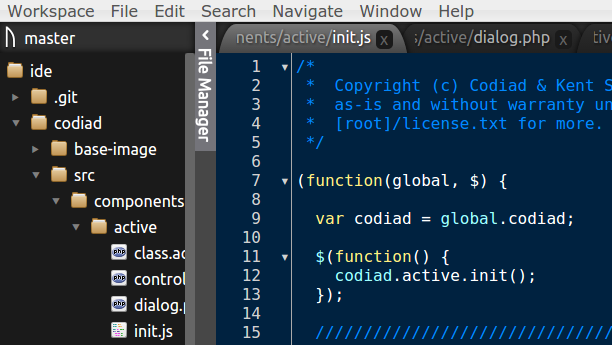 Workspace File Edit Search Navigate Window Help
master
ide
.git
codiad
base-image
src
components
active
class.ac
control
dialog.p
init.js
File Manager
nents/active/init.js x
s/active/dialog.php x
tive
1 /*
2 * Copyright (c) Codiad & Kent S
3 * as-is and without warranty un
4 * [root]/license.txt for more.
5 */
6
7 (function(global, $) {
8
9 var codiad = global.codiad;
10
11 $(function() {
12 codiad.active.init();
13 });
14
15 //////////////////////////////////